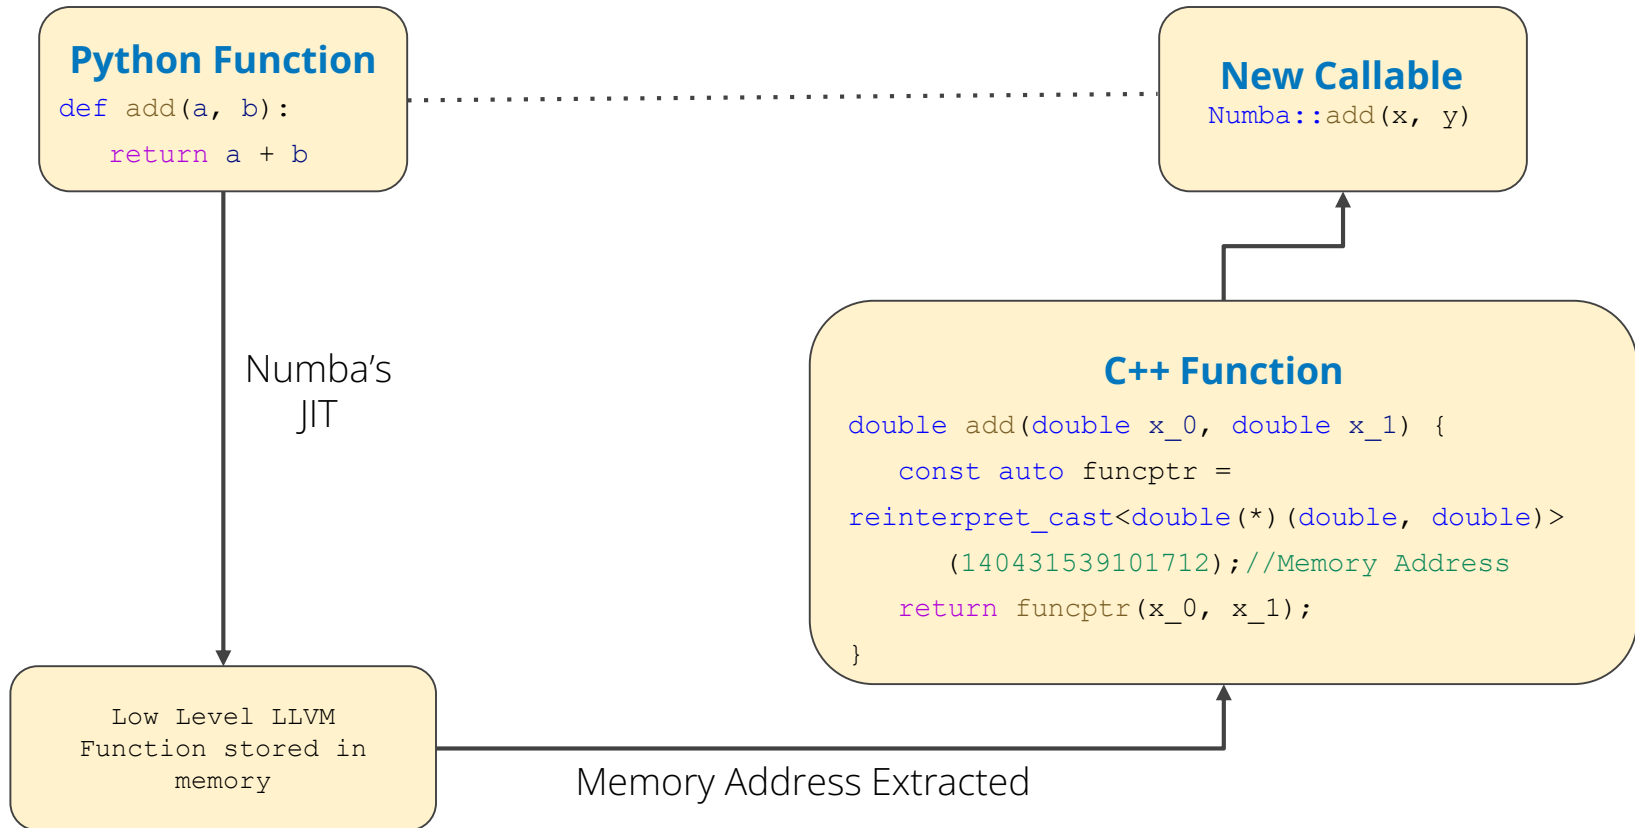 Python Function
def add(a, b):
return a + b
New Callable
Numba::add(x, y)
Numba’s
JIT
C++ Function
double add(double x_0, double x_1) {
const auto funcptr =
reinterpret_cast<double(*)(double, double)>
(140431539101712);//Memory Address
return funcptr(x_0, x_1);
}
Low Level LLVM
Function stored in
memory
Memory Address Extracted